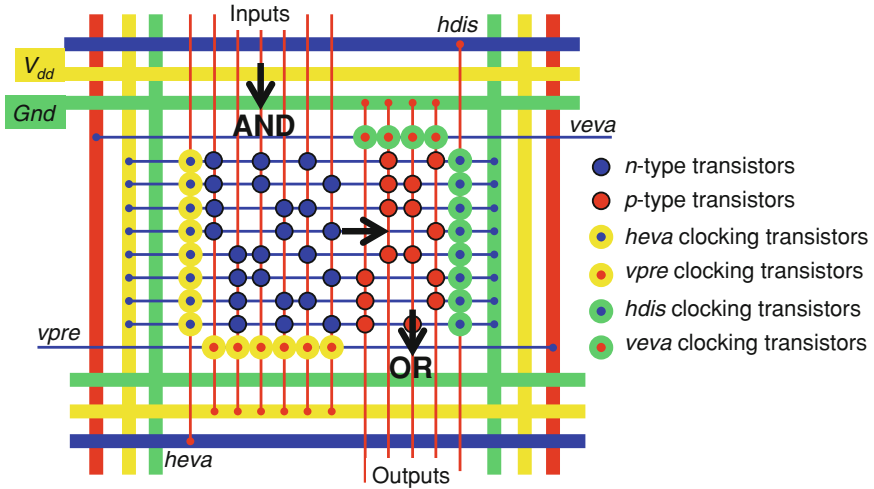 Inputs
hdis
Vdd
Gnd
AND
veva
n-type transistors
p-type transistors
heva clocking transistors
vpre clocking transistors
hdis clocking transistors
veva clocking transistors
vpre
OR
heva
Outputs